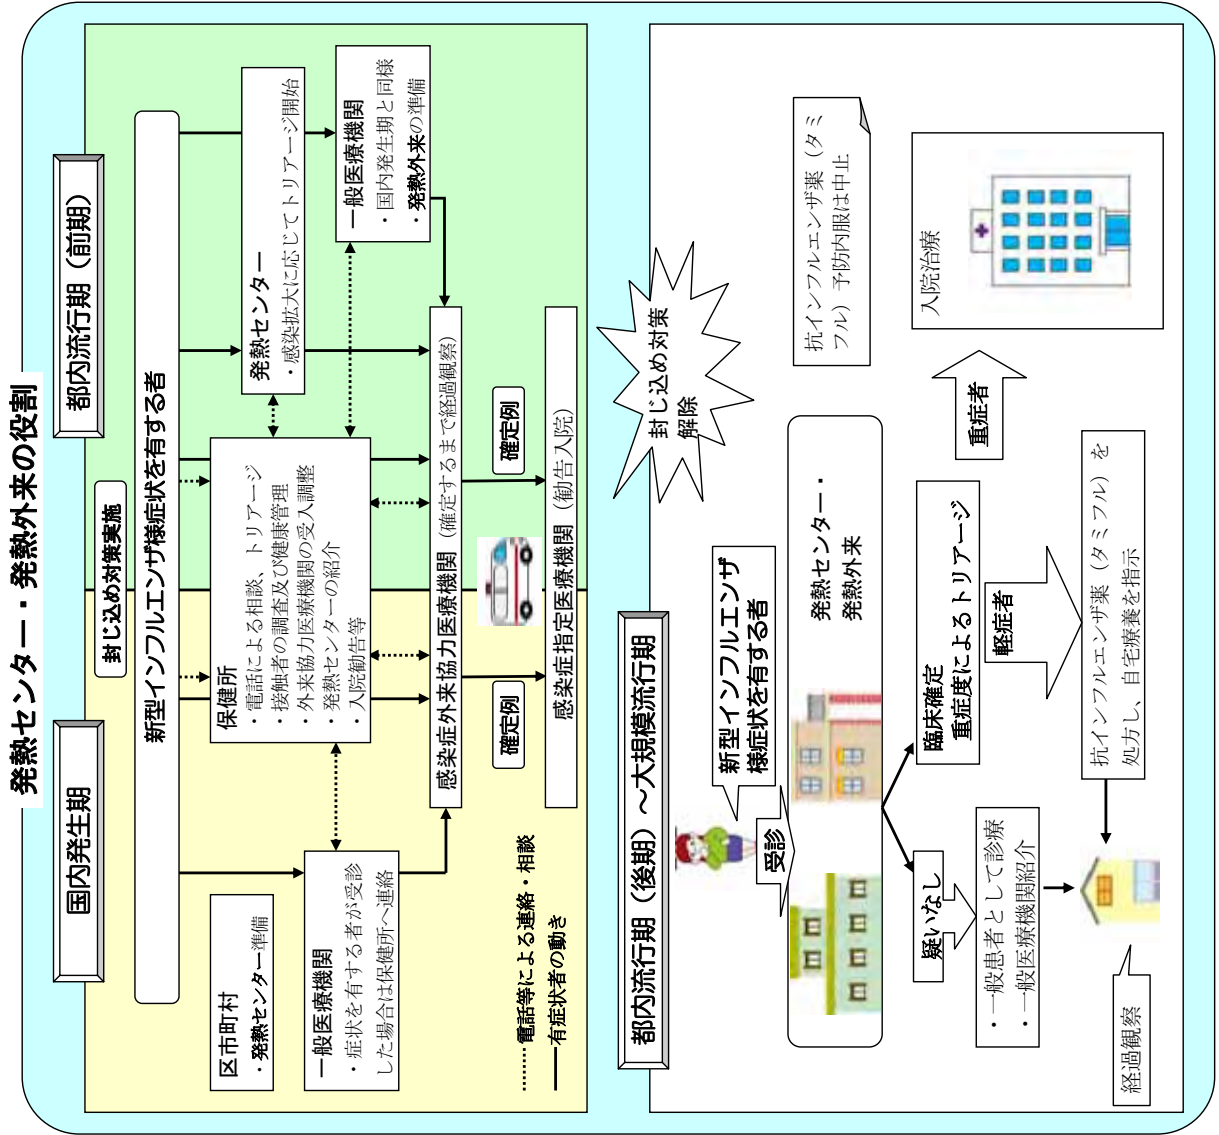 発熱センター・発熱外来の役割
国内発生期
都内流行期（前期）
封じ込め対策実施
新型インフルエンザ様症状を有する者
区市町村
・発熱センター準備
保健所
・電話による相談、トリアージ
・接触者の調査及び健康管理
・外来協力医療機関の受入調整
・発熱センターの紹介
・入院勧告等
発熱センター
・感染拡大に応じてトリアージ開始
一般医療機関
・症状を有する者が受診
した場合は保健所へ連絡
一般医療機関
・国内発生期と同様
・発熱外来の準備
感染症外来協力医療機関（確定するまで経過観察）
確定例
確定例
感染症指定医療機関（勧告入院）
電話等による連絡・相談
有症状者の動き
都内流行期（後期）～大規模流行期
封じ込め対策
解除
新型インフルエンザ
様症状を有する者
受診
発熱センター・
発熱外来
抗インフルエンザ薬（タミ
フル）予防内服は中止
疑いなし
臨床確定
重症度によるトリアージ
重症者
入院治療
・一般患者として診療
・一般医療機関紹介
軽症者
抗インフルエンザ薬（タミフル）を
処方し、自宅療養を指示
経過観察